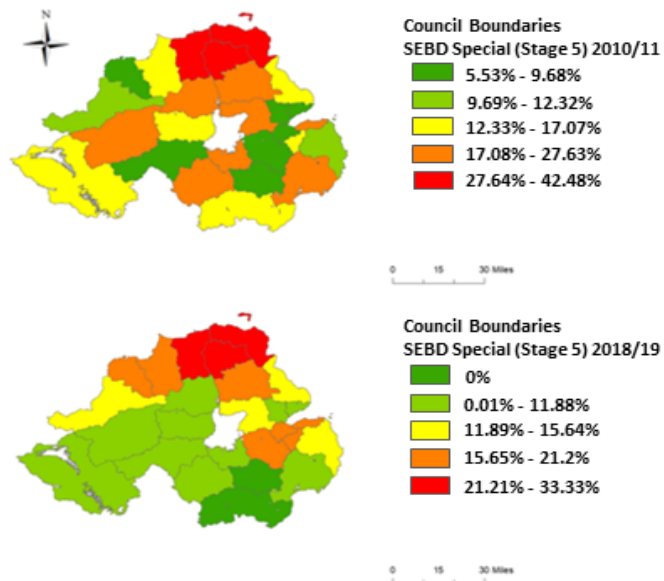 N
Council Boundaries
SEBD Special (Stage 5) 2010/11
5.53% - 9.68%
9.69% - 12.32%
12.33% - 17.07%
17.08% - 27.63%
27.64% - 42.48%
0 15 30 Miles
Council Boundaries
SEBD Special (Stage 5) 2018/19
0%
0.01% - 11.88%
11.89% - 15.64%
15.65% - 21.2%
21.21% - 33.33%
0 15 30 Miles